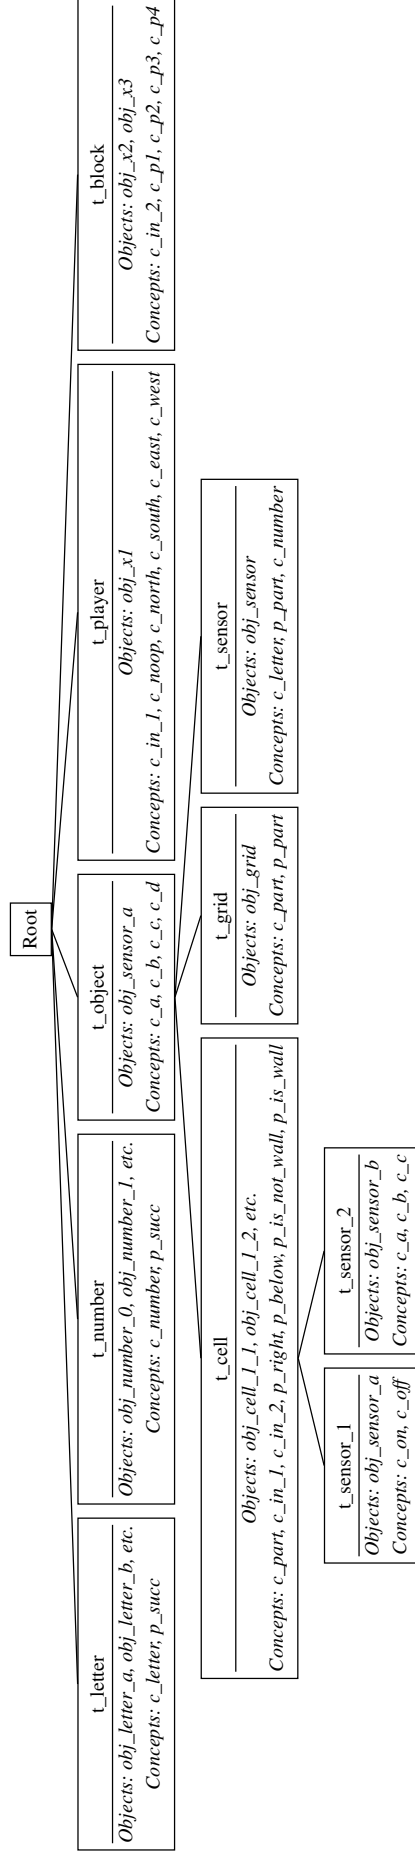 Root
t_letter
Objects: obj_letter_a, obj_letter_b, etc.
Concepts: c_letter, p_succ
t_number
Objects: obj_number_0, obj_number_1, etc.
Concepts: c_number, p_succ
t_object
Objects: obj_sensor_a
Concepts: c_a, c_b, c_c, c_d
t_player
Objects: obj_x1
Concepts: c_in_1, c_noop, c_north, c_south, c_east, c_west
t_block
Objects: obj_x2, obj_x3
Concepts: c_in_2, c_p1, c_p2, c_p3, c_p4
t_cell
Objects: obj_cell_1_1, obj_cell_1_2, etc.
Concepts: c_part, c_in_1, c_in_2, p_right, p_below, p_is_not_wall, p_is_wall
t_grid
Objects: obj_grid
Concepts: c_part, p_part
t_sensor
Objects: obj_sensor
Concepts: c_letter, p_part, c_number
t_sensor_1
Objects: obj_sensor_a
Concepts: c_on, c_off
t_sensor_2
Objects: obj_sensor_b
Concepts: c_a, c_b, c_c